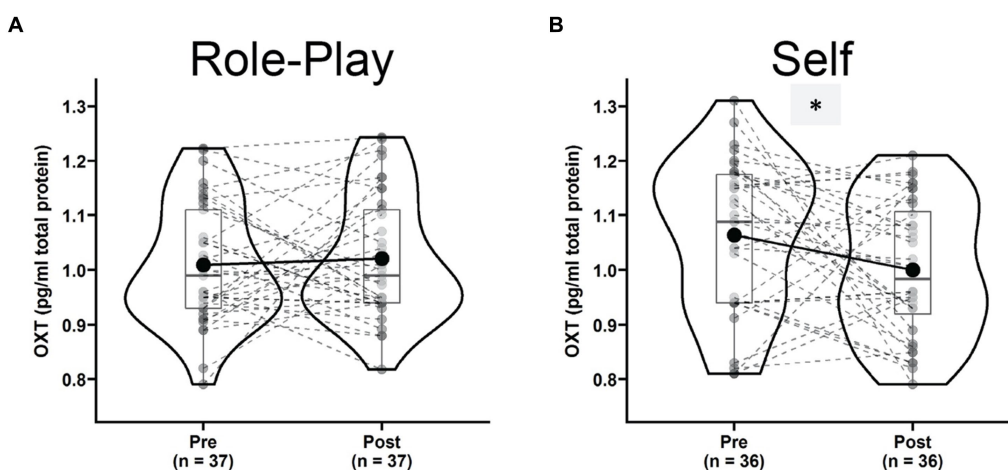 A
Role-Play
OXT (pg/ml total protein)
1.3
1.2
1.1
1.0
0.9
0.8
Pre
(n = 37)
Post
(n = 37)
B
Self
*
OXT (pg/ml total protein)
1.3
1.2
1.1
1.0
0.9
0.8
Pre
(n = 36)
Post
(n = 36)